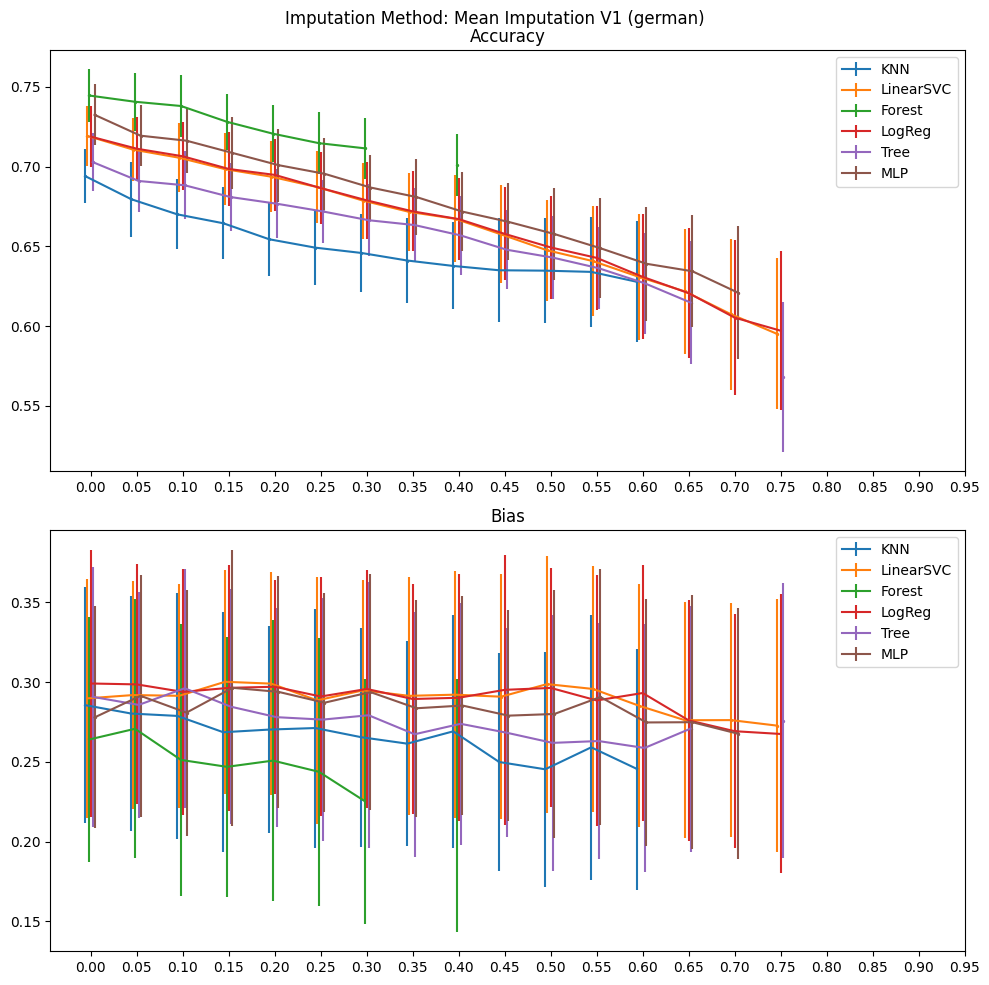 Imputation Method: Mean Imputation V1 (german)
Accuracy
0.75
0.70
0.65
0.60
0.55
KNN
LinearSVC
Forest
LogReg
Tree
MLP
0.00 0.05 0.10 0.15 0.20 0.25 0.30 0.35 0.40 0.45 0.50 0.55 0.60 0.65 0.70 0.75 0.80 0.85 0.90 0.95
Bias
0.35
0.30
0.25
0.20
0.15
KNN
LinearSVC
Forest
LogReg
Tree
MLP
0.00 0.05 0.10 0.15 0.20 0.25 0.30 0.35 0.40 0.45 0.50 0.55 0.60 0.65 0.70 0.75 0.80 0.85 0.90 0.95